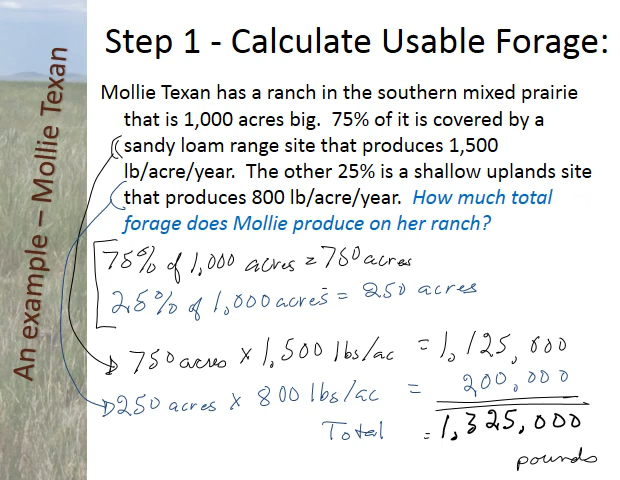 Step 1 - Calculate Usable Forage:
An example – Mollie Texan
Mollie Texan has a ranch in the southern mixed prairie
that is 1,000 acres big. 75% of it is covered by a
sandy loam range site that produces 1,500
lb/acre/year. The other 25% is a shallow uplands site
that produces 800 lb/acre/year. How much total
forage does Mollie produce on her ranch?
75% of 1,000 acres = 750 acres
25% of 1,000 acres = 250 acres
750 acres x 1,500 lbs/ac = 1,125,000
250 acres x 800 lbs/ac = 200,000
Total = 1,325,000
pounds